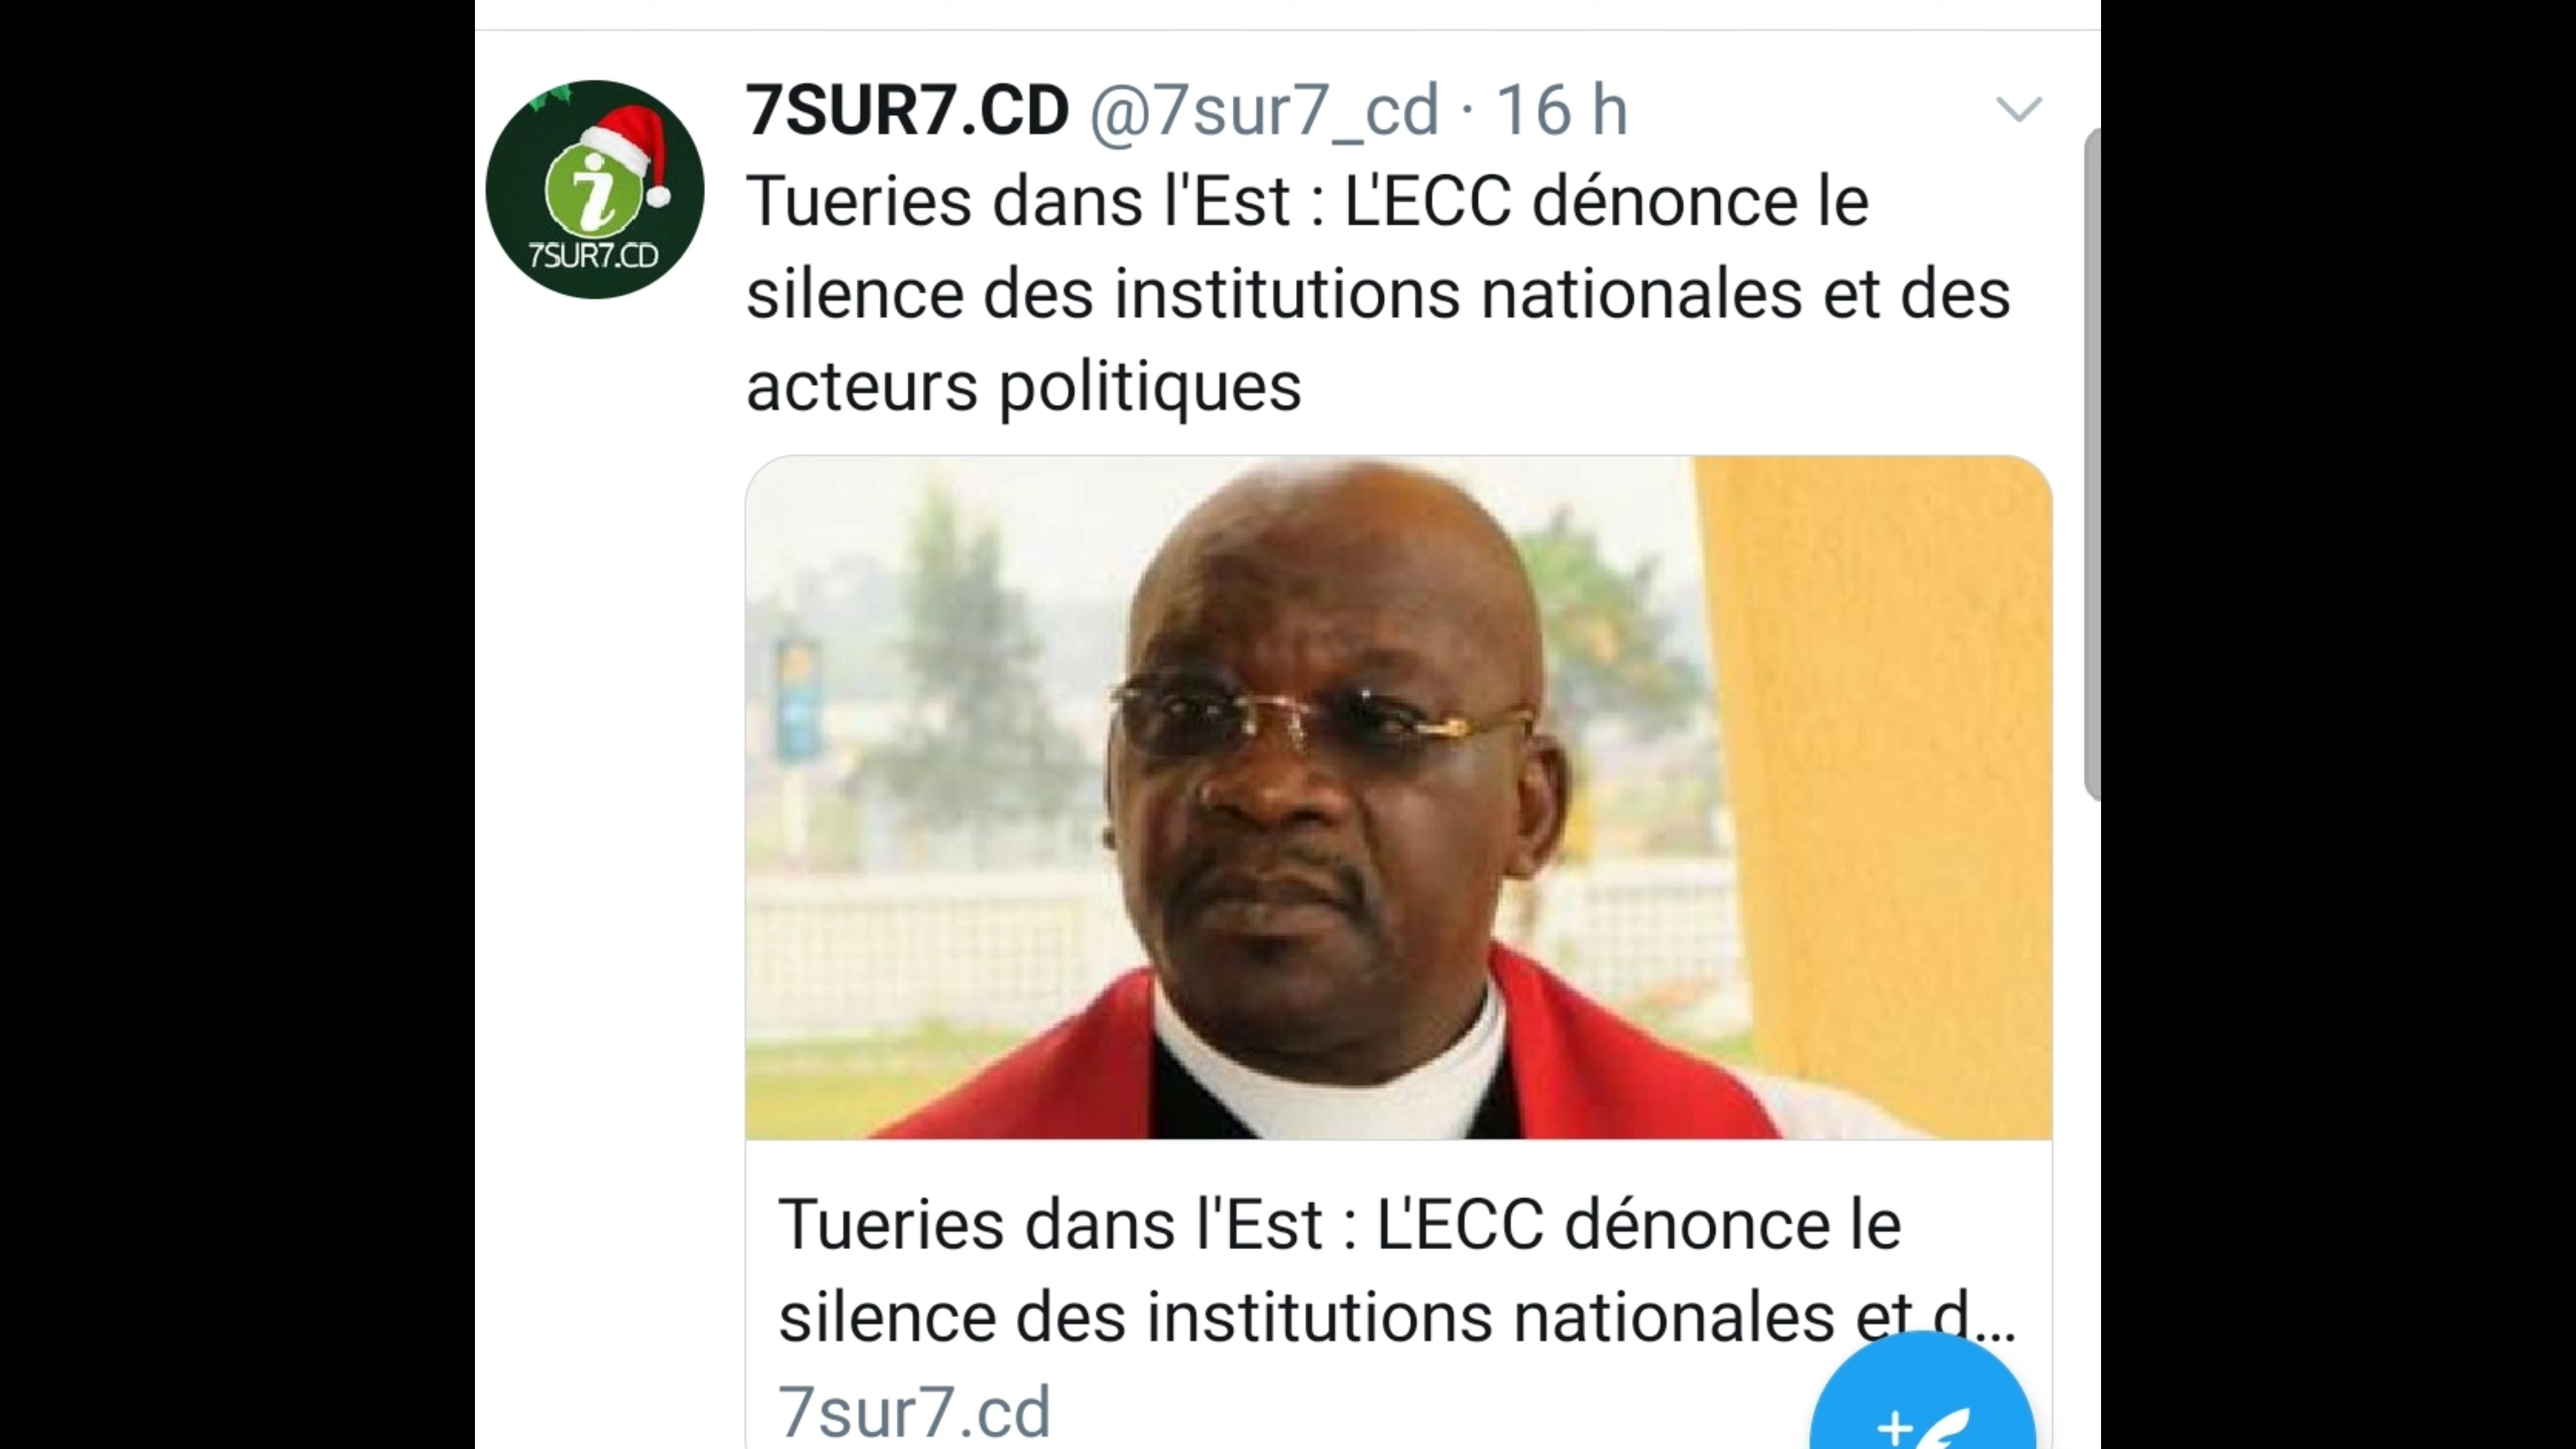 7SUR7.CD @7sur7_cd · 16 h
Tueries dans l'Est : L'ECC dénonce le
silence des institutions nationales et des
acteurs politiques
i
7SUR7.CD
Tueries dans l'Est : L'ECC dénonce le
silence des institutions nationales et d...
7sur7.cd